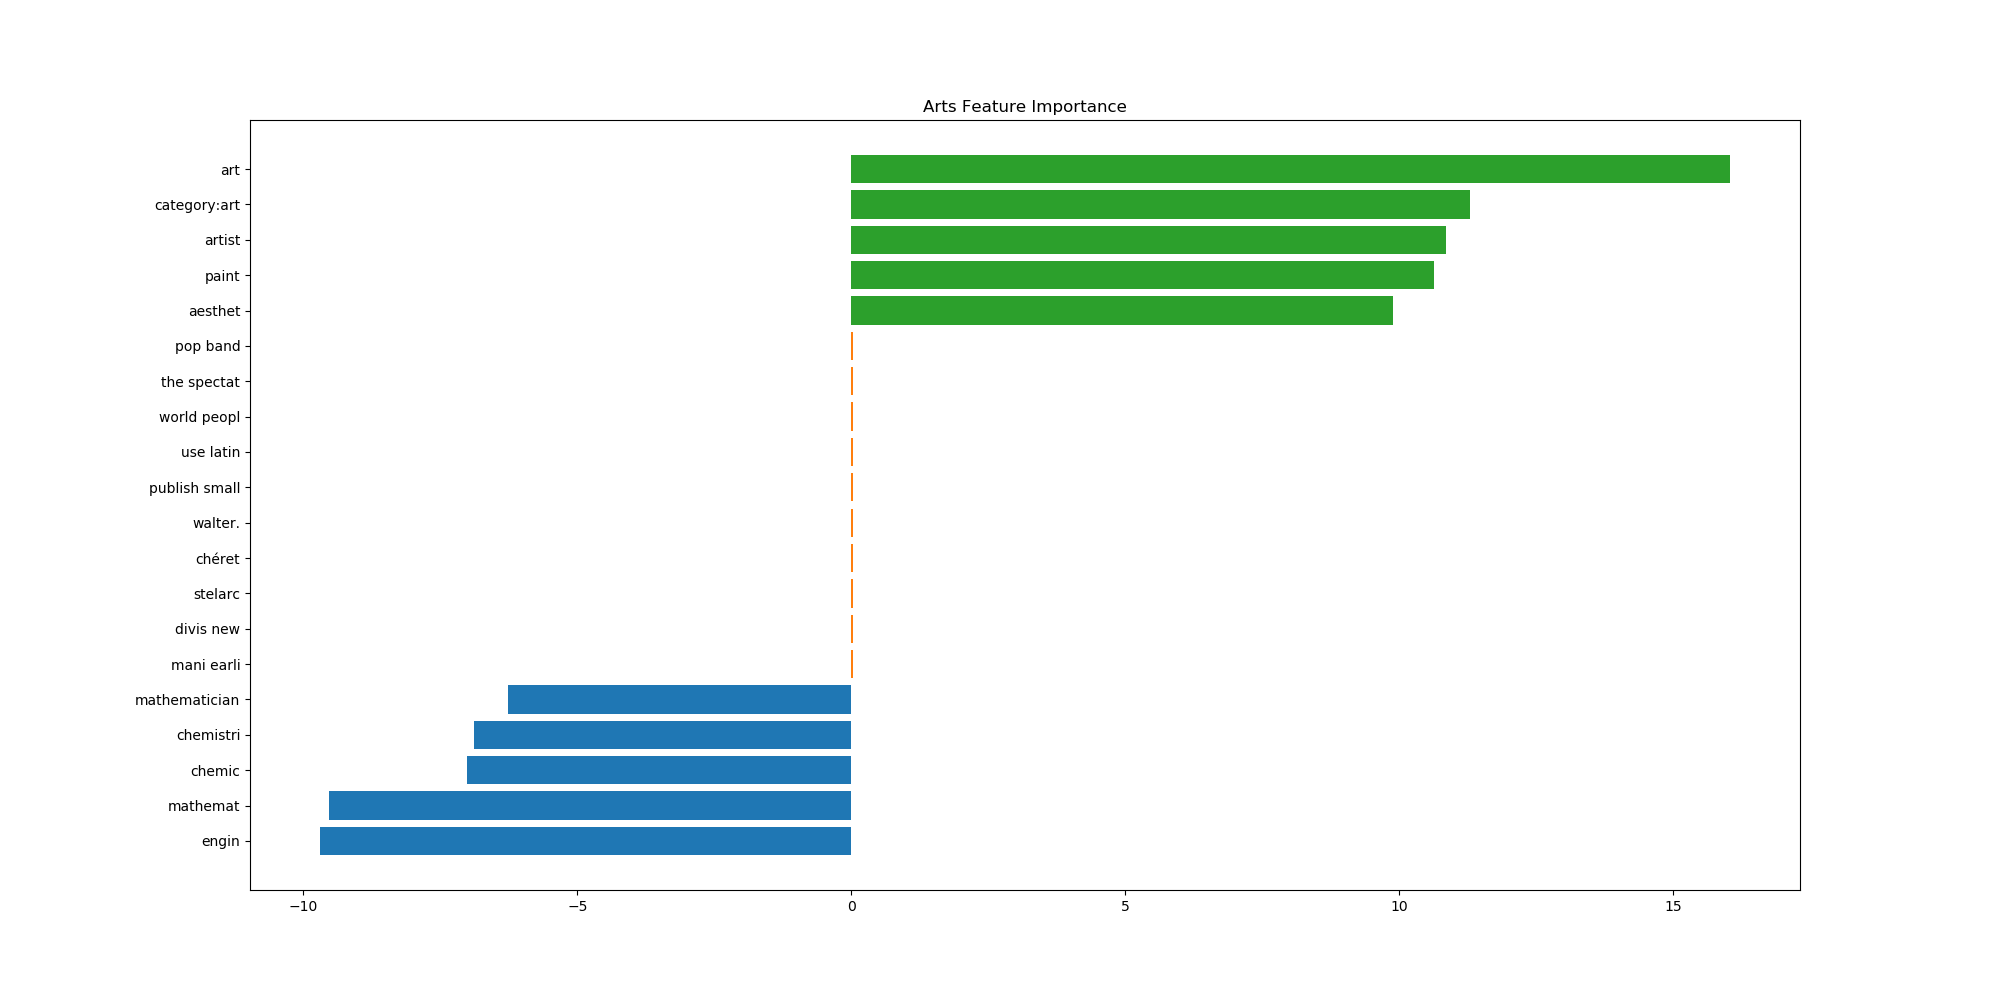 Arts Feature Importance
art
category:art
artist
paint
aesthet
pop band
the spectat
world peopl
use latin
publish small
walter.
chéret
stelarc
divis new
mani earli
mathematician
chemistri
chemic
mathemat
engin
−10 −5 0 5 10 15